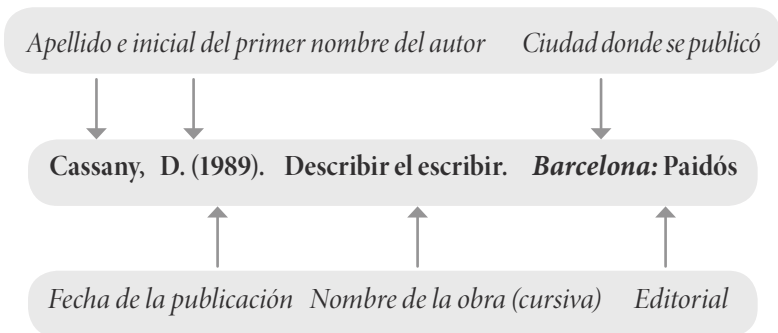 Apellido e inicial del primer nombre del autor Ciudad donde se publicó
Cassany, D. (1989). Describir el escribir. Barcelona: Paidós
Fecha de la publicación Nombre de la obra (cursiva) Editorial